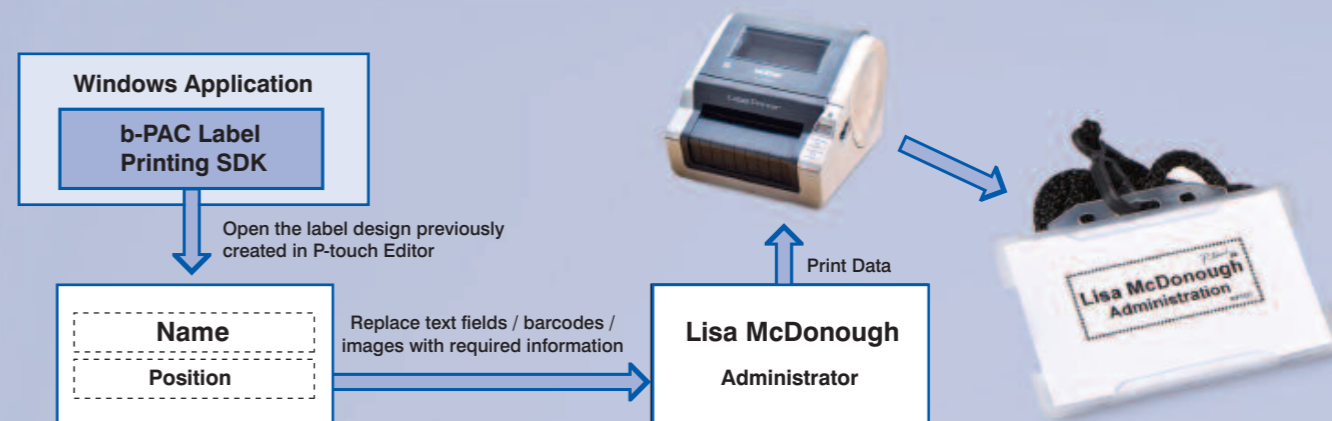 Windows Application
b-PAC Label
Printing SDK
Open the label design previously
created in P-touch Editor
Name
Position
Replace text fields / barcodes /
images with required information
Lisa McDonough
Administrator
Print Data
Lisa McDonough
Administration